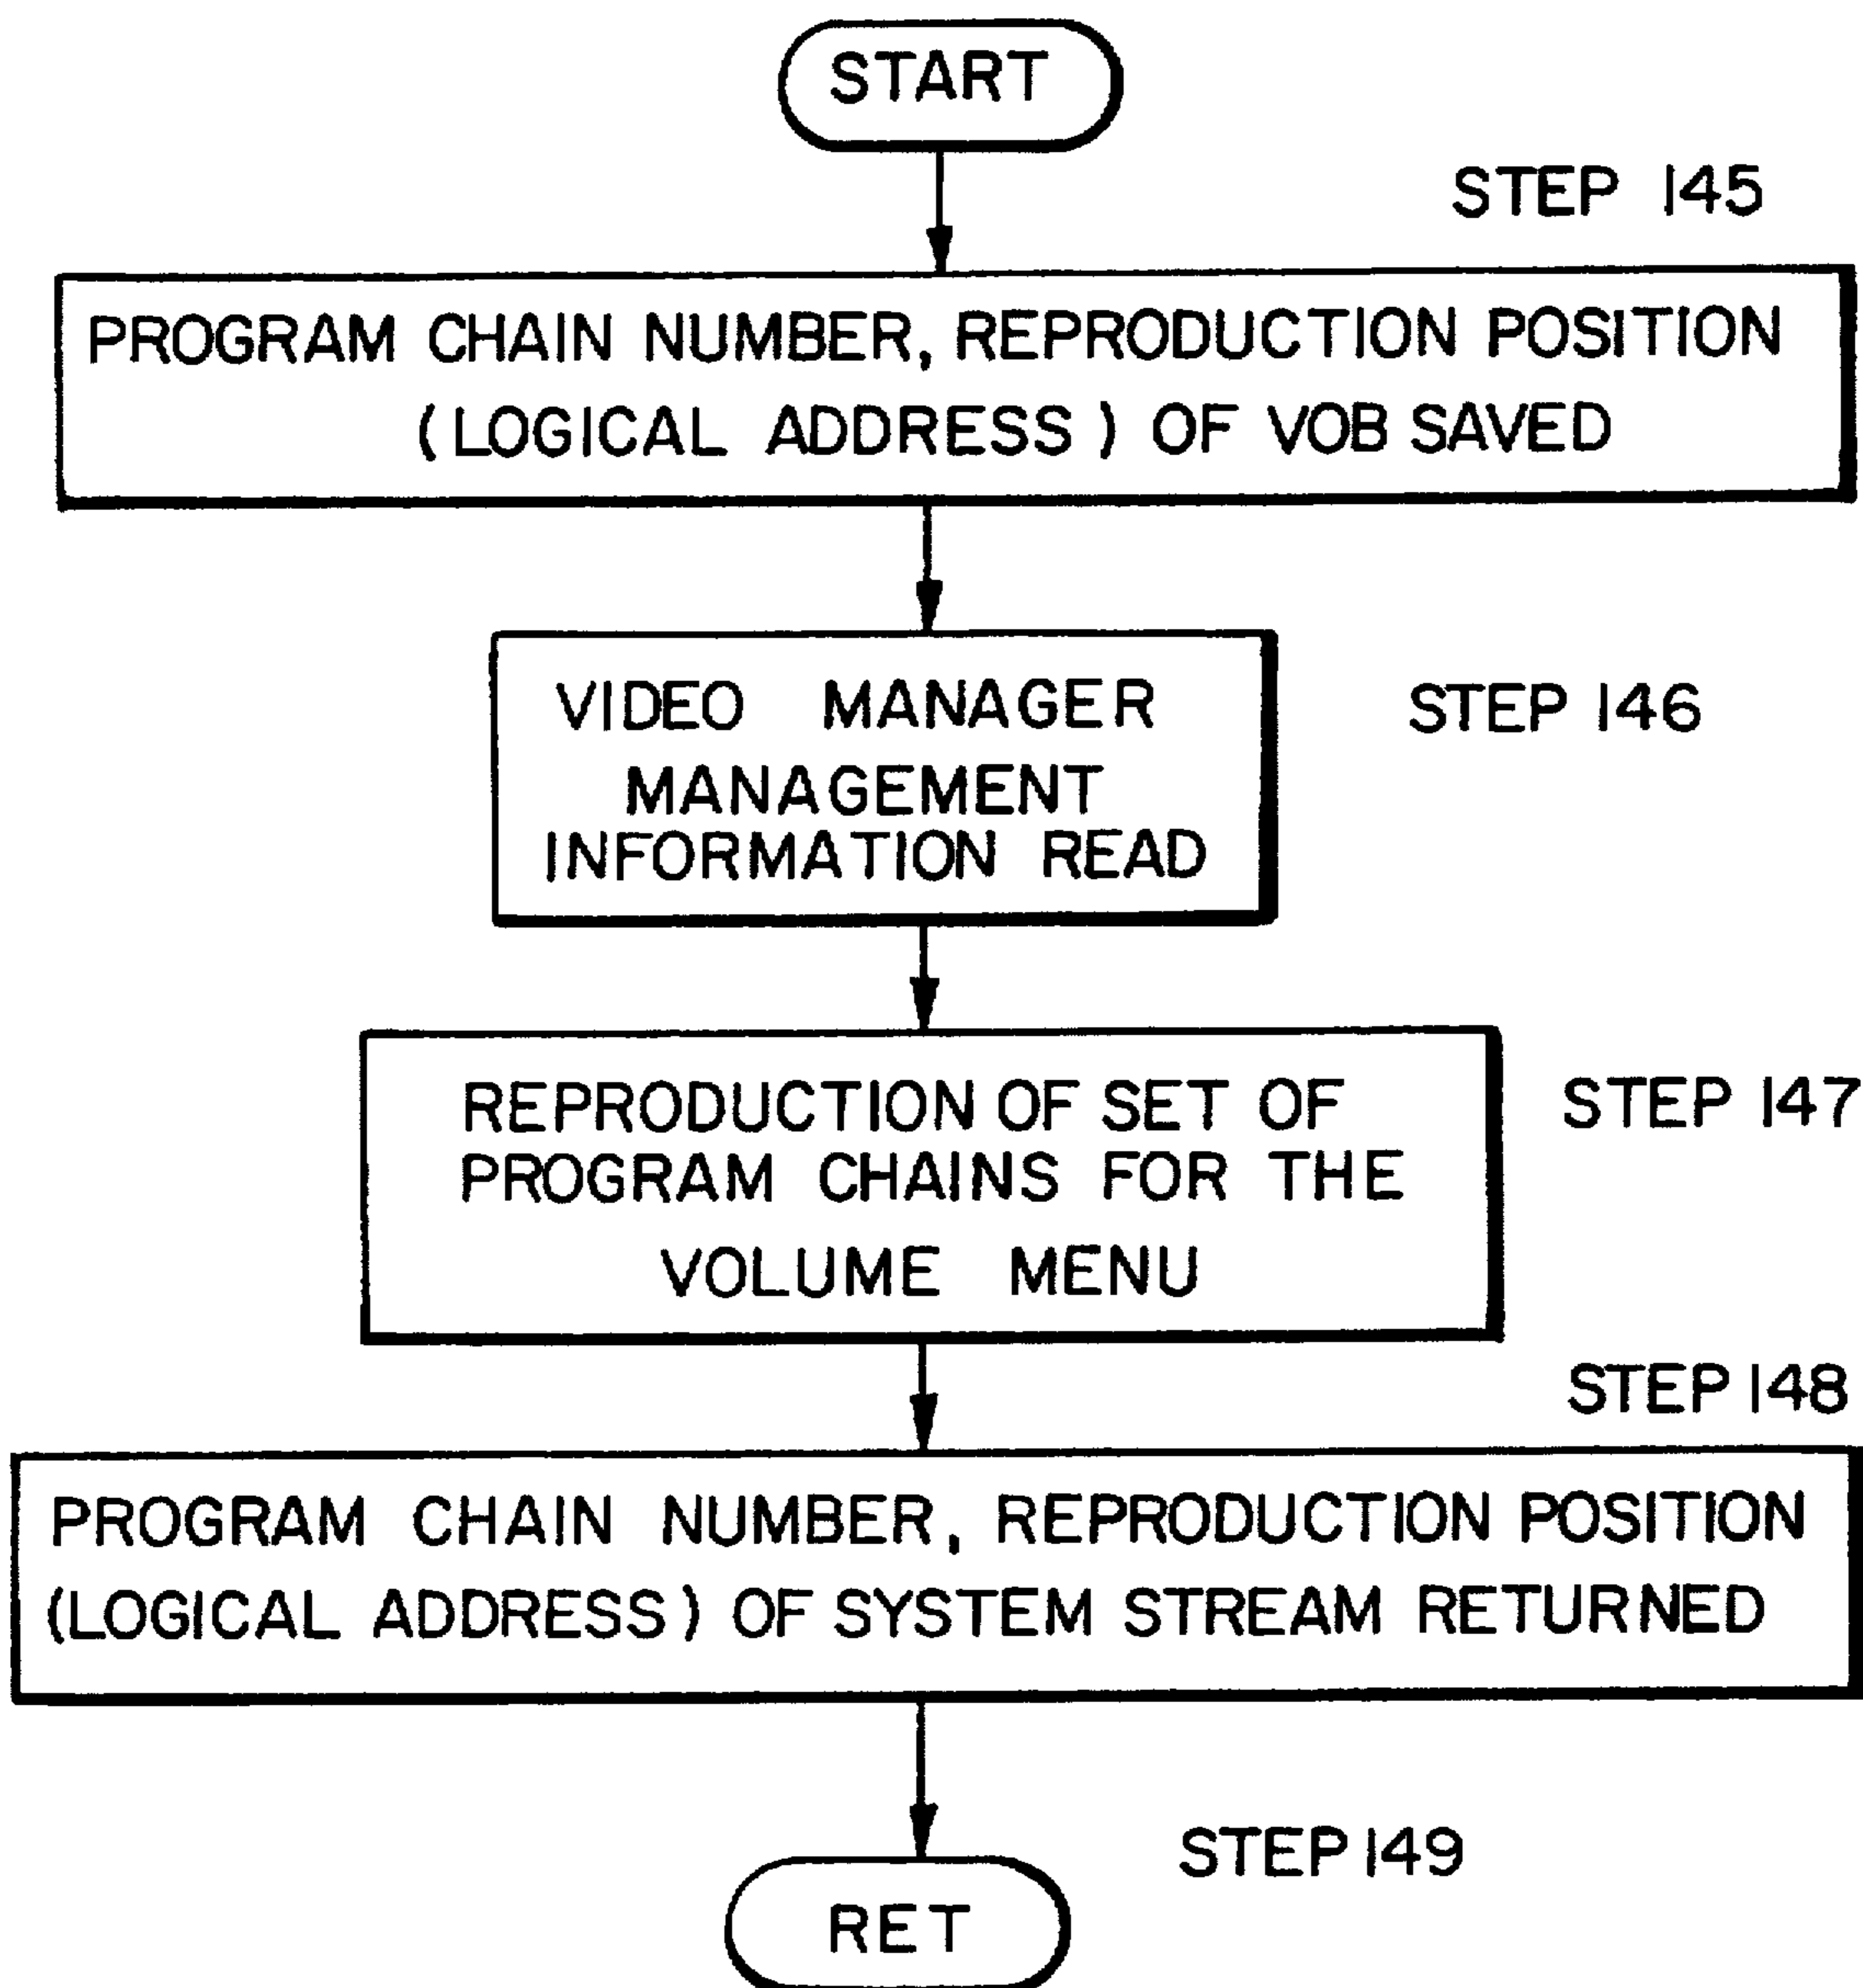 START
STEP 145
PROGRAM CHAIN NUMBER, REPRODUCTION POSITION
(LOGICAL ADDRESS) OF VOB SAVED
VIDEO MANAGER
MANAGEMENT
INFORMATION READ
STEP 146
REPRODUCTION OF SET OF
PROGRAM CHAINS FOR THE
VOLUME MENU
STEP 147
STEP 148
PROGRAM CHAIN NUMBER, REPRODUCTION POSITION
(LOGICAL ADDRESS) OF SYSTEM STREAM RETURNED
STEP 149
RET